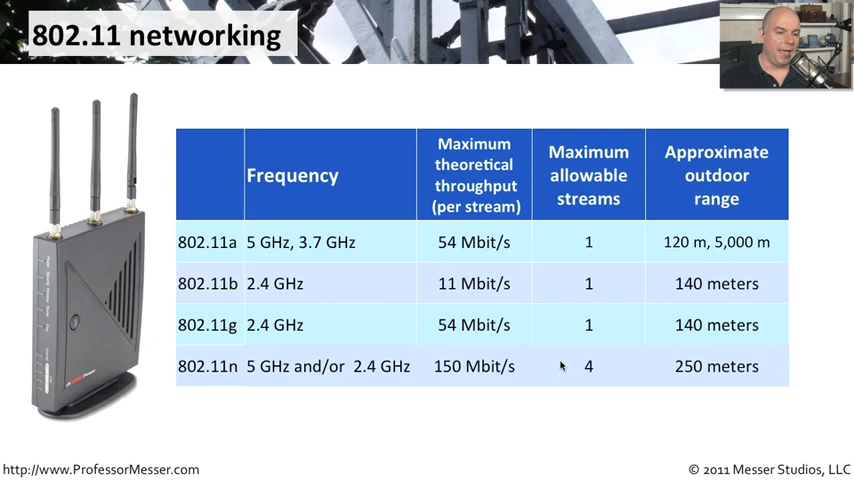 802.11 networking
Frequency
Maximum
theoretical
throughput
(per stream)
Maximum
allowable
streams
Approximate
outdoor
range
802.11a 5 GHz, 3.7 GHz 54 Mbit/s 1 120 m, 5,000 m
802.11b 2.4 GHz 11 Mbit/s 1 140 meters
802.11g 2.4 GHz 54 Mbit/s 1 140 meters
802.11n 5 GHz and/or 2.4 GHz 150 Mbit/s 4 250 meters
http://www.ProfessorMesser.com
© 2011 Messer Studios, LLC